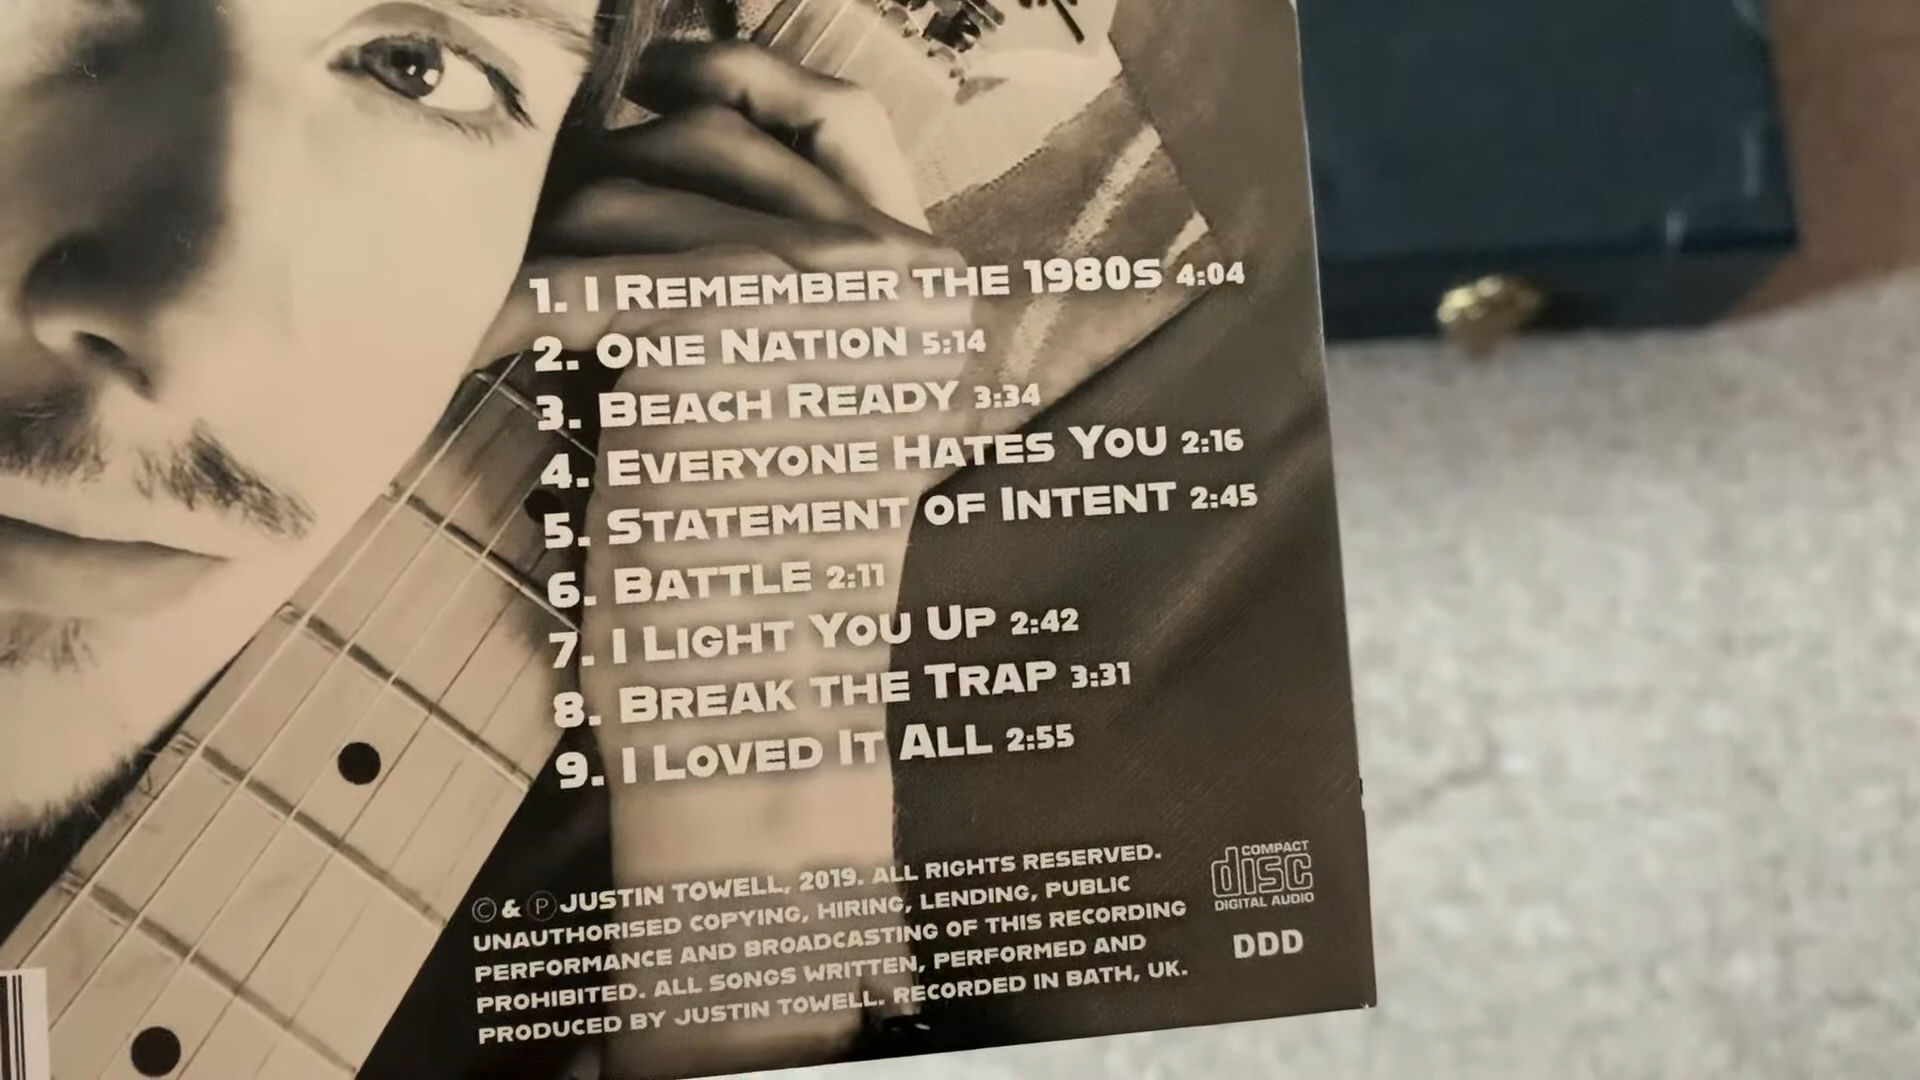 1. I REMEMBER THE 1980S 4:04
2. ONE NATION 5:14
3. BEACH READY 3:34
4. EVERYONE HATES YOU 2:16
5. STATEMENT OF INTENT 2:45
6. BATTLE 2:11
7. I LIGHT YOU UP 2:42
8. BREAK THE TRAP 3:31
9. I LOVED IT ALL 2:55
© & ℗ JUSTIN TOWELL, 2019. ALL RIGHTS RESERVED.
UNAUTHORISED COPYING, HIRING, LENDING, PUBLIC
PERFORMANCE AND BROADCASTING OF THIS RECORDING
PROHIBITED. ALL SONGS WRITTEN, PERFORMED AND
PRODUCED BY JUSTIN TOWELL. RECORDED IN BATH, UK.
COMPACT
disc
DIGITAL AUDIO
DDD